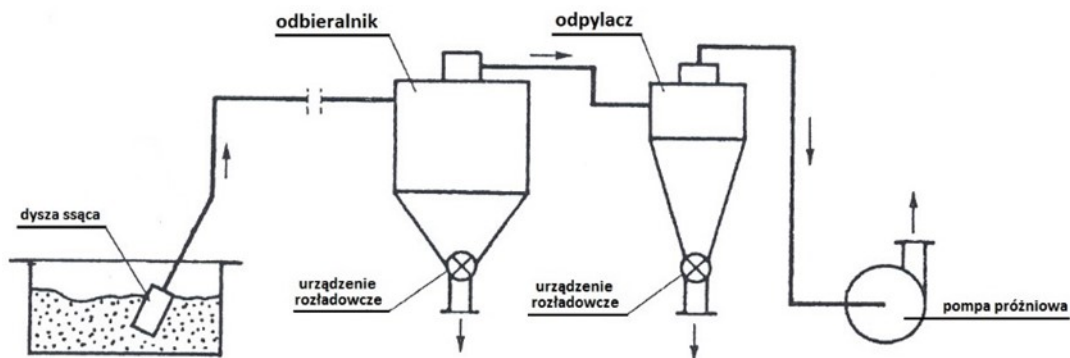 odbieralnik
odpylacz
dysza ssąca
urządzenie
rozładowcze
urządzenie
rozładowcze
pompa próżniowa